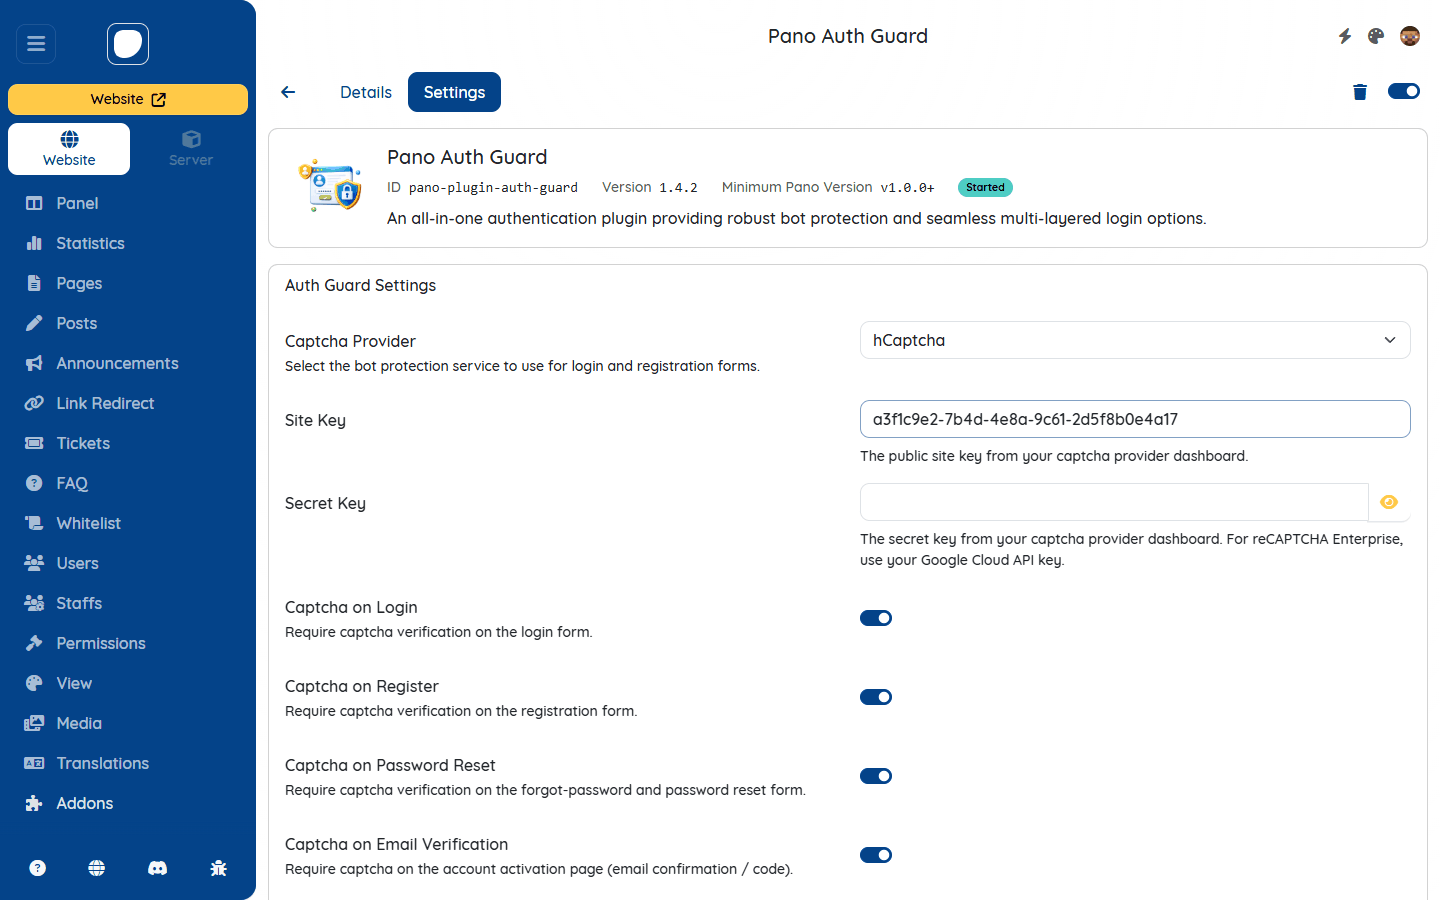 Pano Auth Guard
Website
Website
Server
Panel
Statistics
Pages
Posts
Announcements
Link Redirect
Tickets
FAQ
Whitelist
Users
Staffs
Permissions
View
Media
Translations
Addons
Details
Settings
Pano Auth Guard
ID pano-plugin-auth-guard Version 1.4.2 Minimum Pano Version v1.0.0+ Started
An all-in-one authentication plugin providing robust bot protection and seamless multi-layered login options.
Auth Guard Settings
Captcha Provider
Select the bot protection service to use for login and registration forms.
hCaptcha
Site Key
a3f1c9e2-7b4d-4e8a-9c61-2d5f8b0e4a17
The public site key from your captcha provider dashboard.
Secret Key
The secret key from your captcha provider dashboard. For reCAPTCHA Enterprise,
use your Google Cloud API key.
Captcha on Login
Require captcha verification on the login form.
Captcha on Register
Require captcha verification on the registration form.
Captcha on Password Reset
Require captcha verification on the forgot-password and password reset form.
Captcha on Email Verification
Require captcha on the account activation page (email confirmation / code).